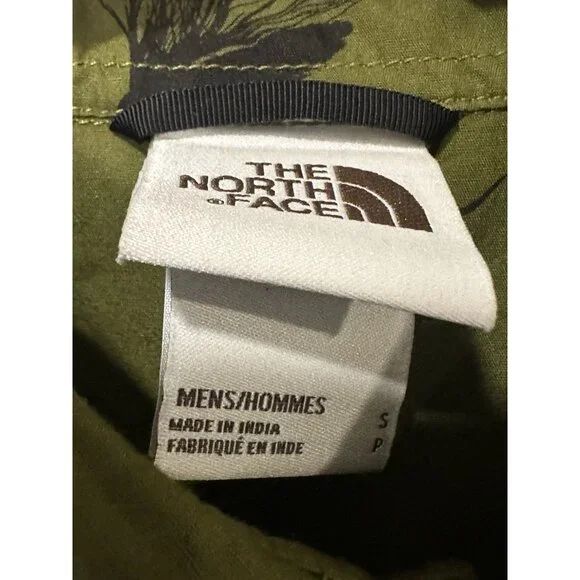 THE
NORTH
®FACE
MENS/HOMMES S
MADE IN INDIA
FABRIQUÉ EN INDE P